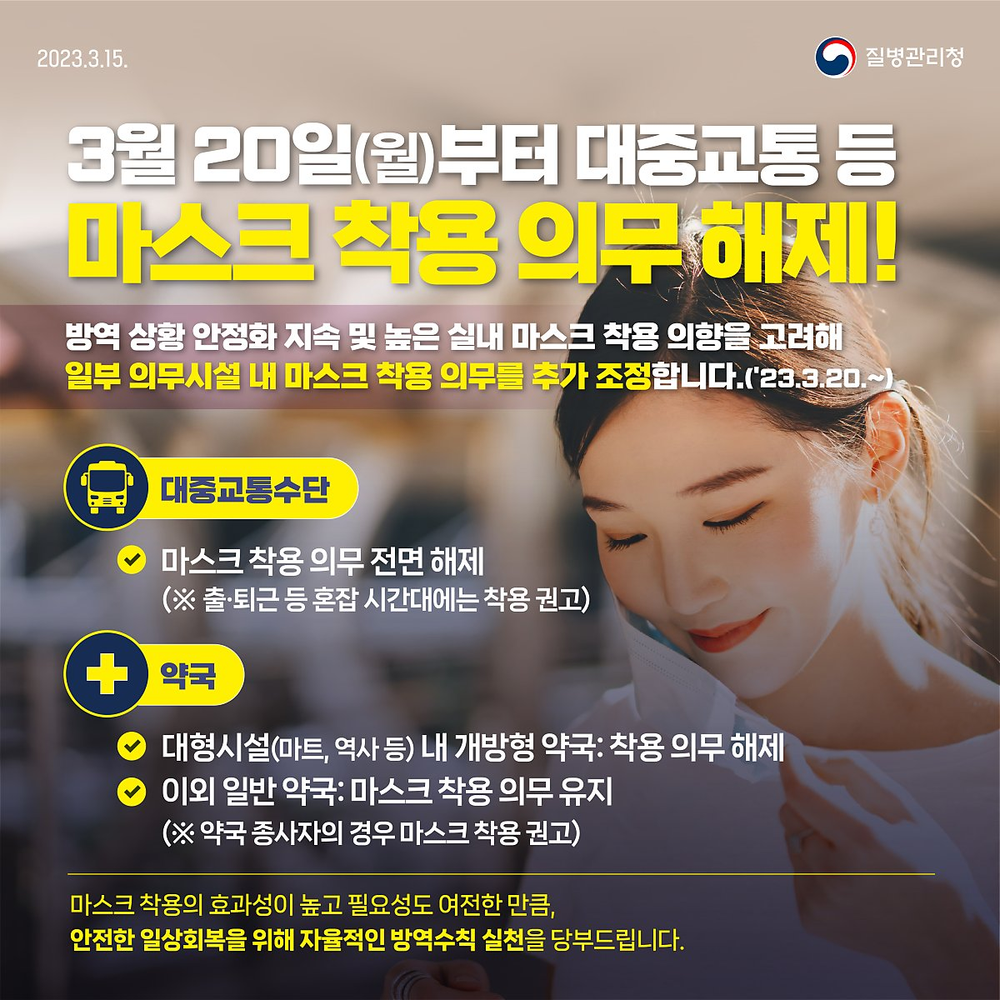 2023.3.15.
질병관리청
3월 20일(월)부터 대중교통 등
마스크 착용 의무 해제!
방역 상황 안정화 지속 및 높은 실내 마스크 착용 의향을 고려해
일부 의무시설 내 마스크 착용 의무를 추가 조정합니다.('23.3.20.~)
대중교통수단
마스크 착용 의무 전면 해제
(※ 출·퇴근 등 혼잡 시간대에는 착용 권고)
약국
대형시설(마트, 역사 등) 내 개방형 약국: 착용 의무 해제
이외 일반 약국: 마스크 착용 의무 유지
(※ 약국 종사자의 경우 마스크 착용 권고)
마스크 착용의 효과성이 높고 필요성도 여전한 만큼,
안전한 일상회복을 위해 자율적인 방역수칙 실천을 당부드립니다.